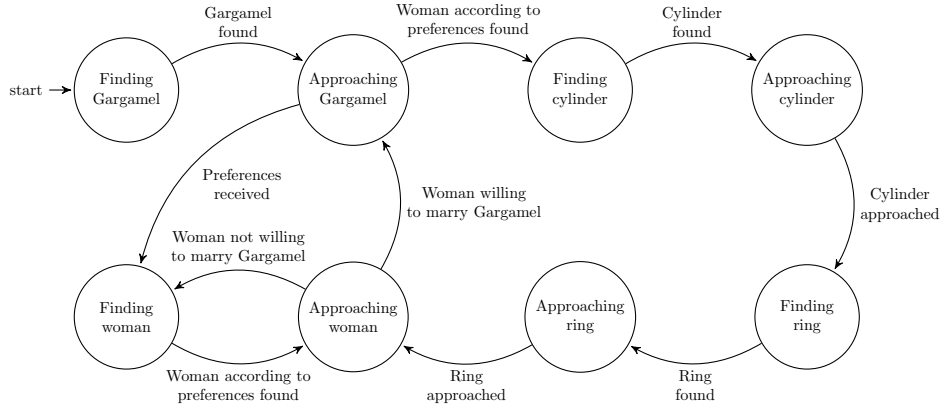 Gargamel
found
Woman according to
preferences found
Cylinder
found
start
Finding
Gargamel
Approaching
Gargamel
Finding
cylinder
Approaching
cylinder
Preferences
received
Woman willing
to marry Gargamel
Cylinder
approached
Woman not willing
to marry Gargamel
Finding
woman
Approaching
woman
Approaching
ring
Finding
ring
Woman according to
preferences found
Ring
approached
Ring
found